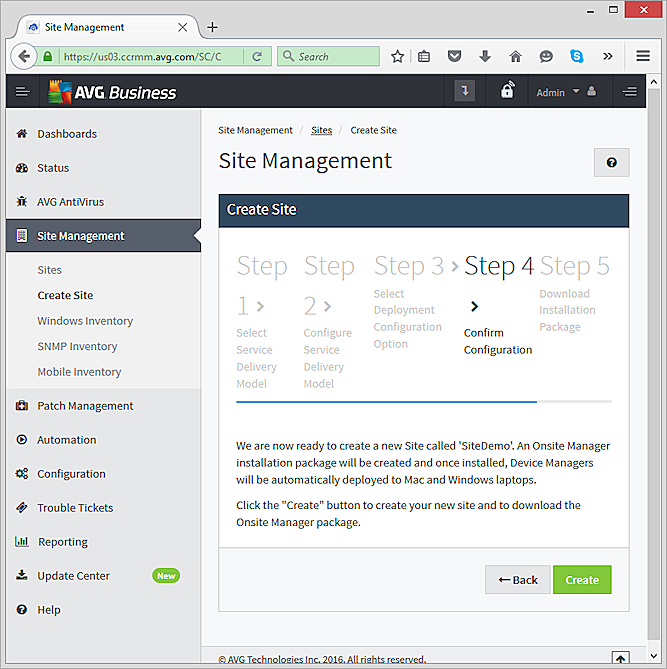 Site Management
https://us03.ccrmm.avg.com/SC/C
Search
AVG Business
Admin
Dashboards
Status
AVG AntiVirus
Site Management
Sites
Create Site
Windows Inventory
SNMP Inventory
Mobile Inventory
Patch Management
Automation
Configuration
Trouble Tickets
Reporting
Update Center New
Help
Site Management / Sites / Create Site
Site Management
Create Site
Step
1
Select
Service
Delivery
Model
Step
2
Configure
Service
Delivery
Model
Step 3
Select
Deployment
Configuration
Option
Step 4
Confirm
Configuration
Step 5
Download
Installation
Package
We are now ready to create a new Site called 'SiteDemo'. An Onsite Manager
installation package will be created and once installed, Device Managers
will be automatically deployed to Mac and Windows laptops.
Click the "Create" button to create your new site and to download the
Onsite Manager package.
Back
Create
© AVG Technologies Inc. 2016. All rights reserved.